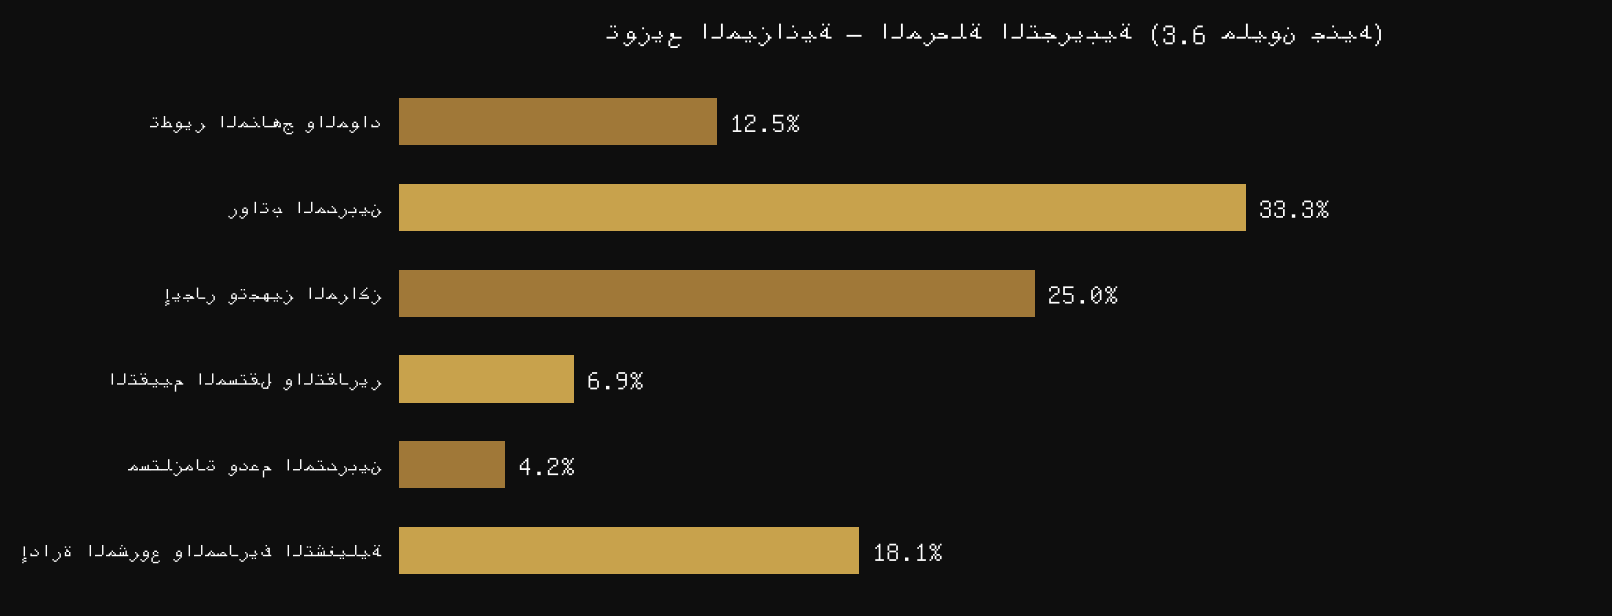 توزيع الميزانية — المرحلة التجريبية (3.6 مليون جنيه)
تطوير المناهج والمواد
12.5%
رواتب المدربين
33.3%
إيجار وتجهيز المراكز
25.0%
التقييم المستقل والتقارير
6.9%
مستلزمات ودعم المتدربين
4.2%
إدارة المشروع والمصاريف التشغيلية
18.1%